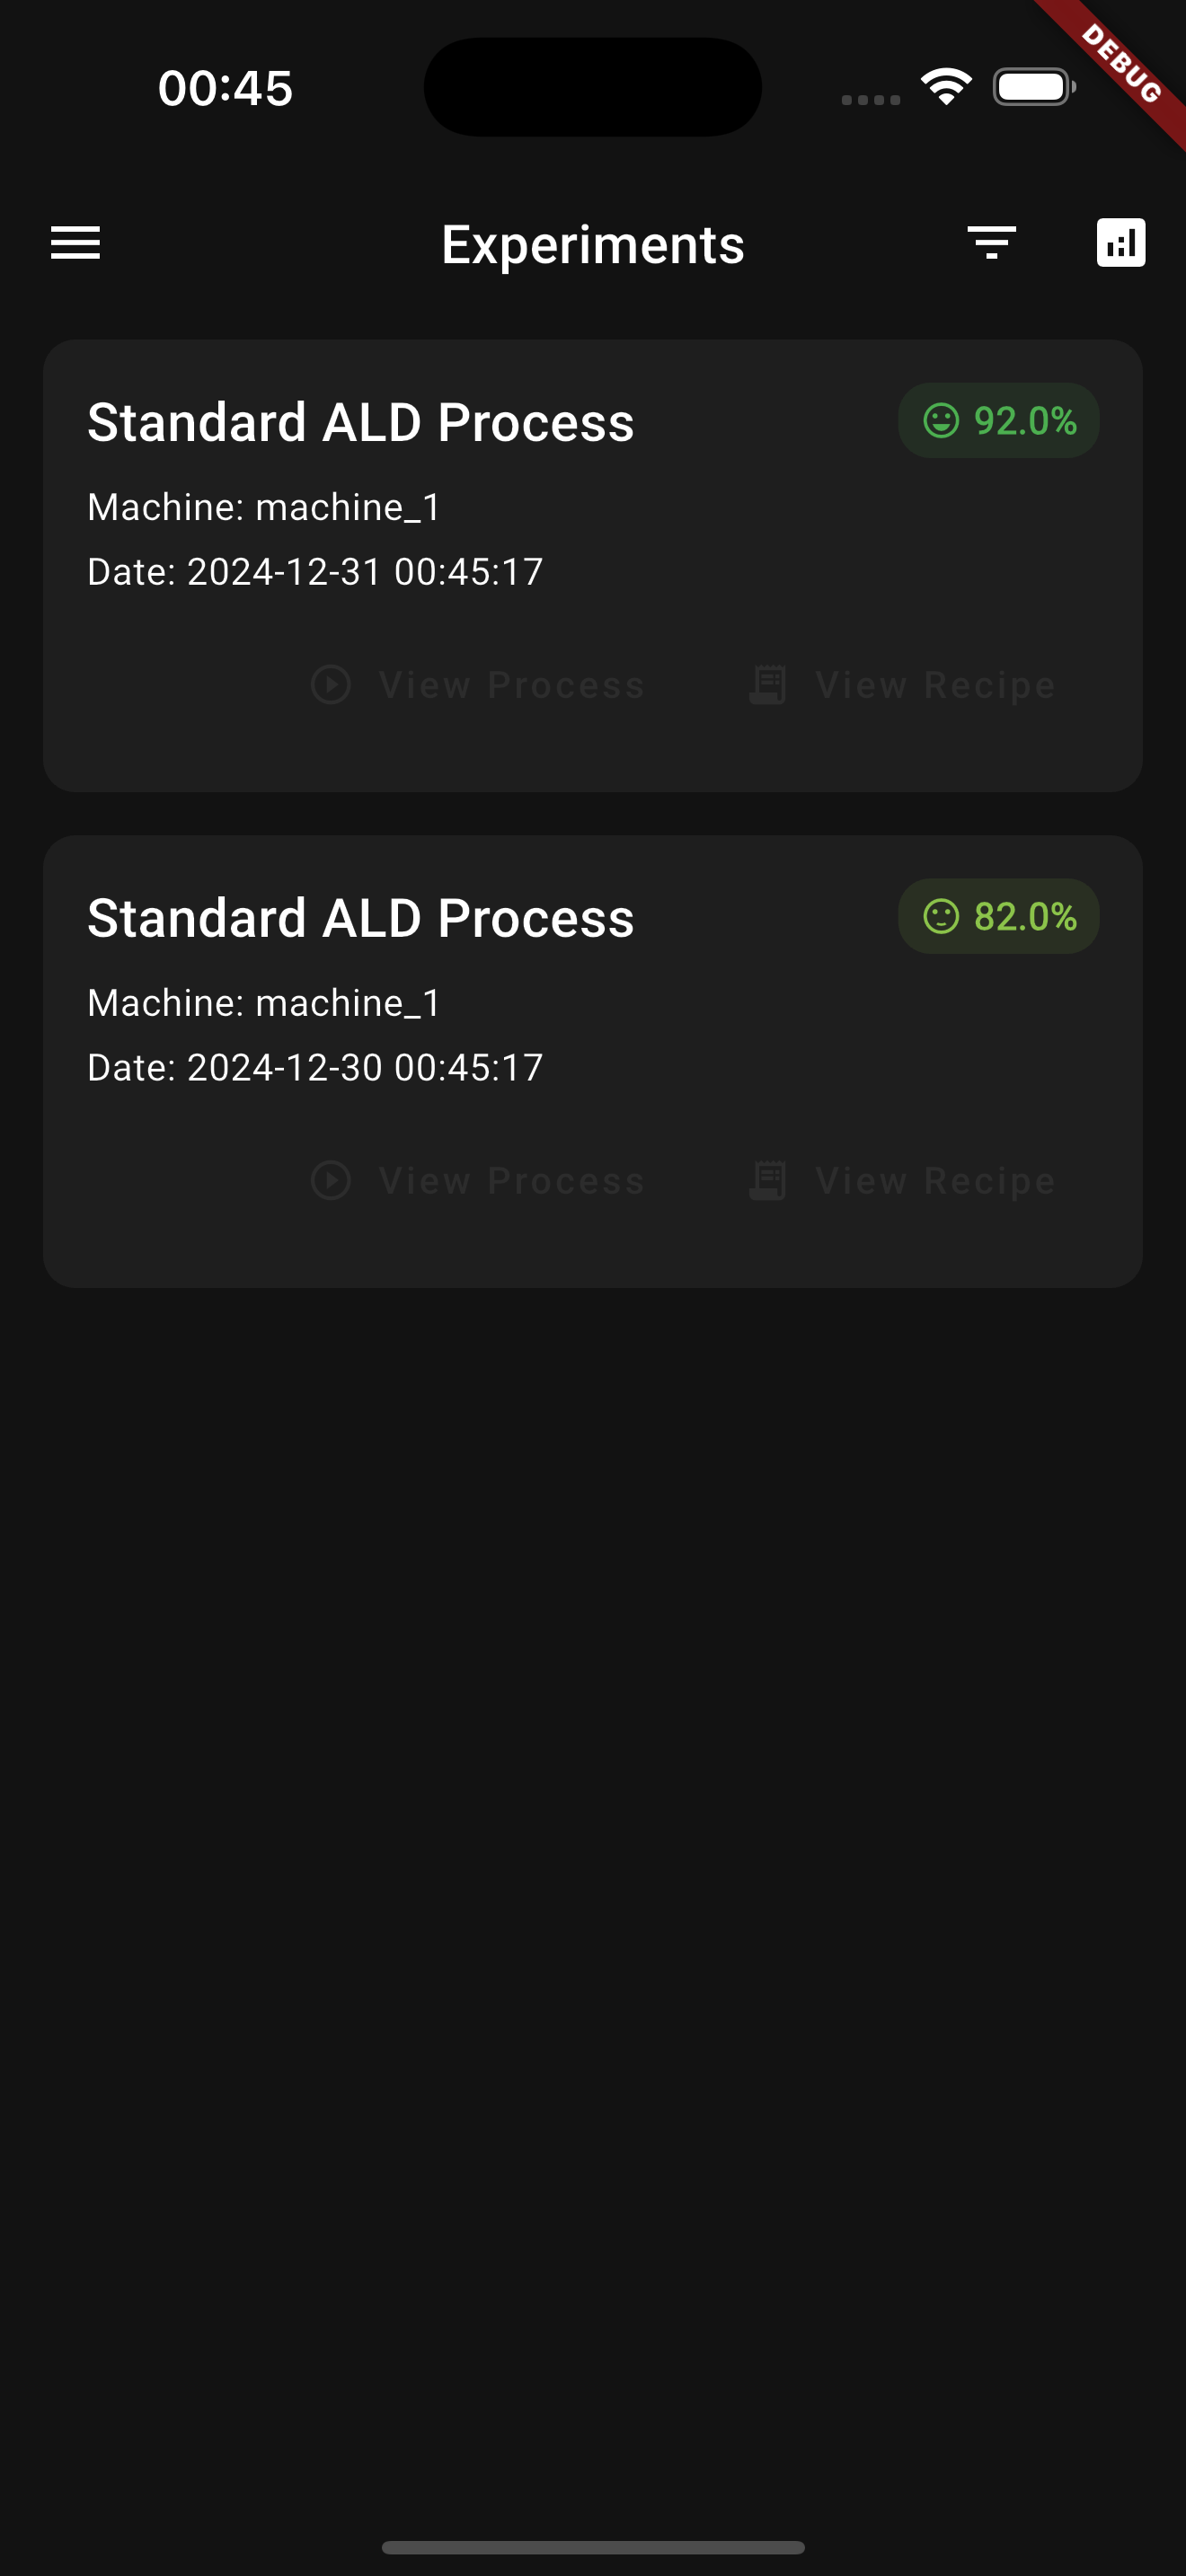 00:45
DEBUG
Experiments
Standard ALD Process
92.0%
Machine: machine_1
Date: 2024-12-31 00:45:17
View Process
View Recipe
Standard ALD Process
82.0%
Machine: machine_1
Date: 2024-12-30 00:45:17
View Process
View Recipe